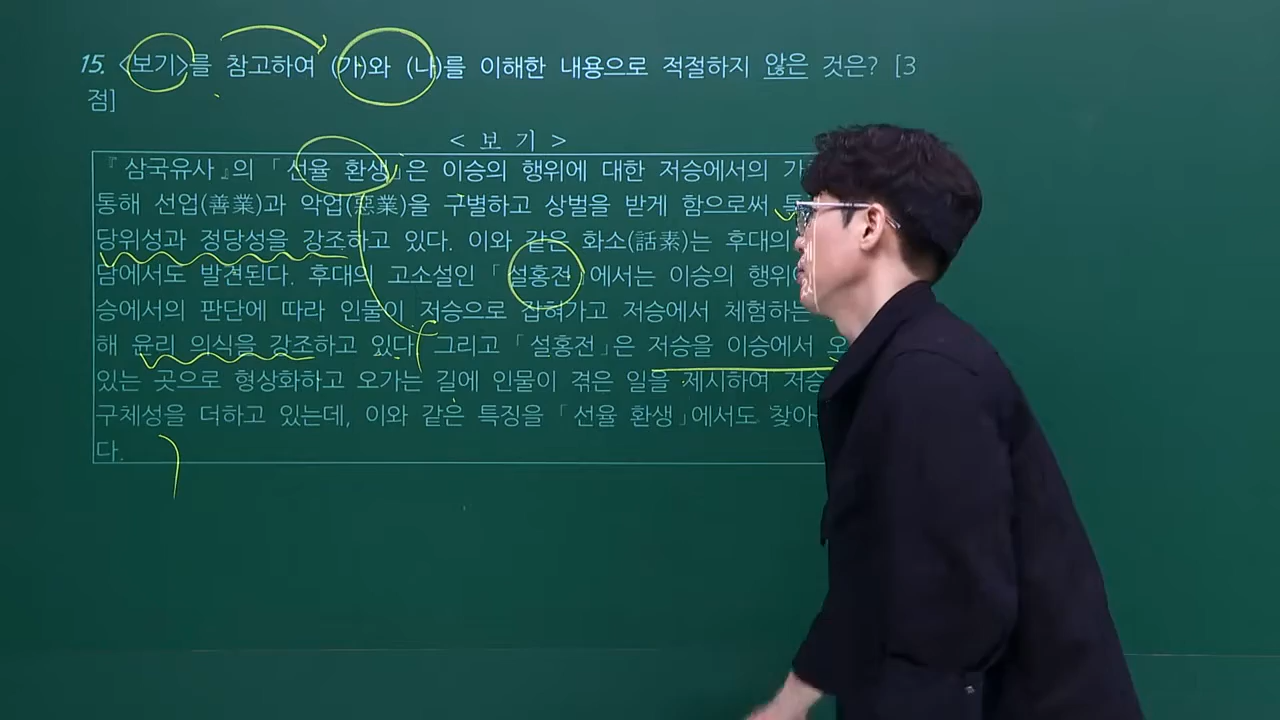 15. <보기>를 참고하여 (가)와 (나)를 이해한 내용으로 적절하지 않은 것은? [3
점]
< 보 기 >
『삼국유사』의 「선율 환생」은 이승의 행위에 대한 저승에서의
통해 선업(善業)과 악업(惡業)을 구별하고 상벌을 받게 함으로써
당위성과 정당성을 강조하고 있다. 이와 같은 화소(話素)는 후대의
담에서도 발견된다. 후대의 고소설인 「설홍전」에서는 이승의
승에서의 판단에 따라 인물이 저승으로 잡혀가고 저승에서 체험하는
해 윤리 의식을 강조하고 있다. 그리고 「설홍전」은 저승을 이승에서
있는 곳으로 형상화하고 오가는 길에 인물이 겪은 일을 제시하여
구체성을 더하고 있는데, 이와 같은 특징을 「선율 환생」에서도
다.